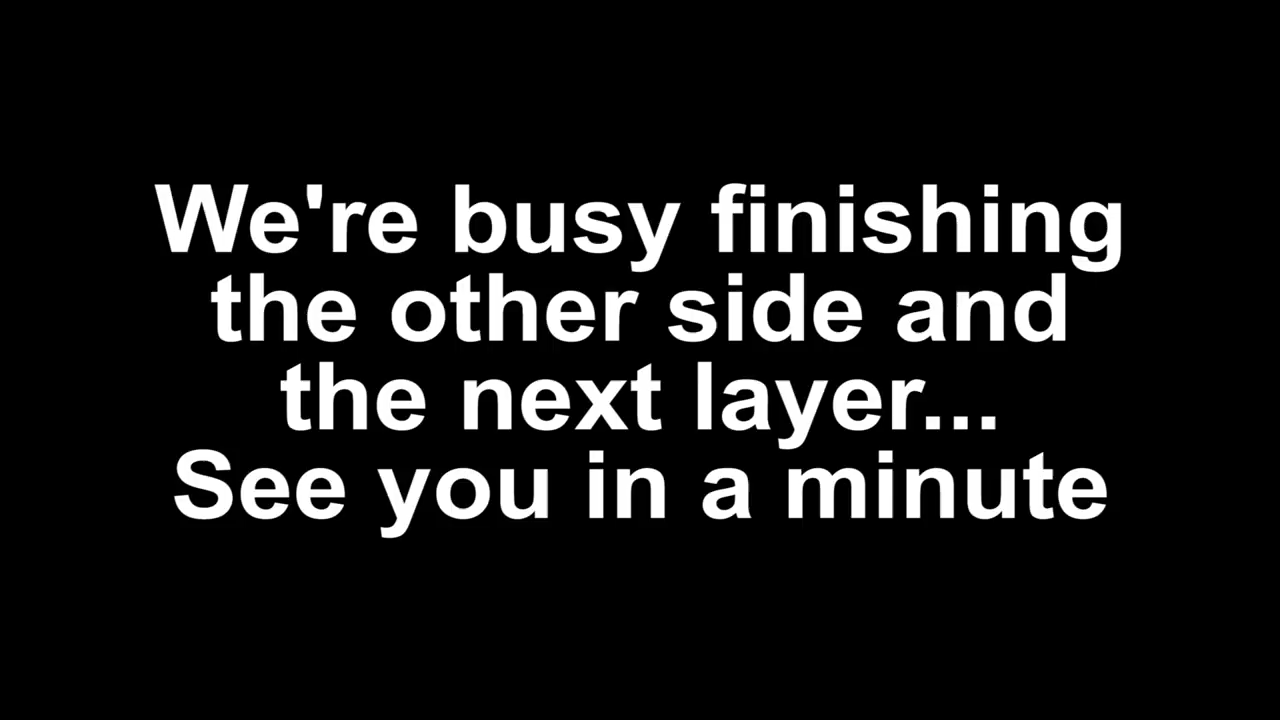 We're busy finishing
the other side and
the next layer...
See you in a minute